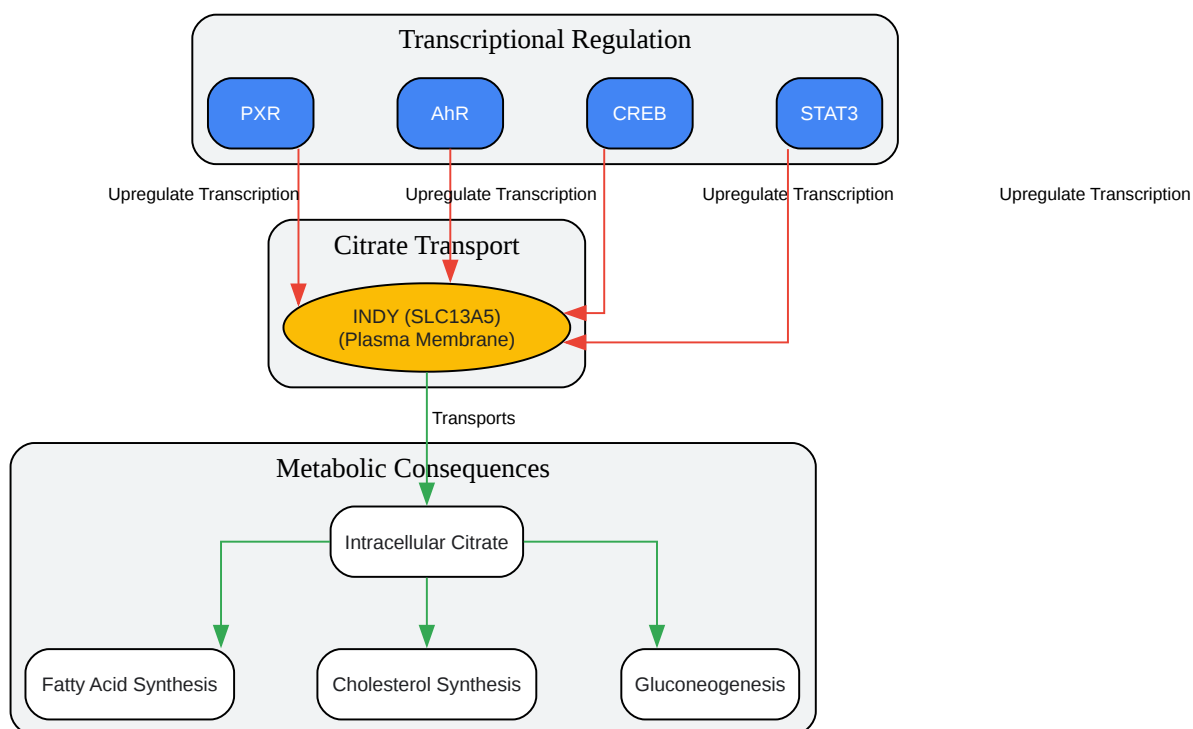 Transcriptional Regulation
PXR
AhR
CREB
STAT3
Upregulate Transcription
Upregulate Transcription
Upregulate Transcription
Upregulate Transcription
Citrate Transport
INDY (SLC13A5)
(Plasma Membrane)
Transports
Metabolic Consequences
Intracellular Citrate
Fatty Acid Synthesis
Cholesterol Synthesis
Gluconeogenesis